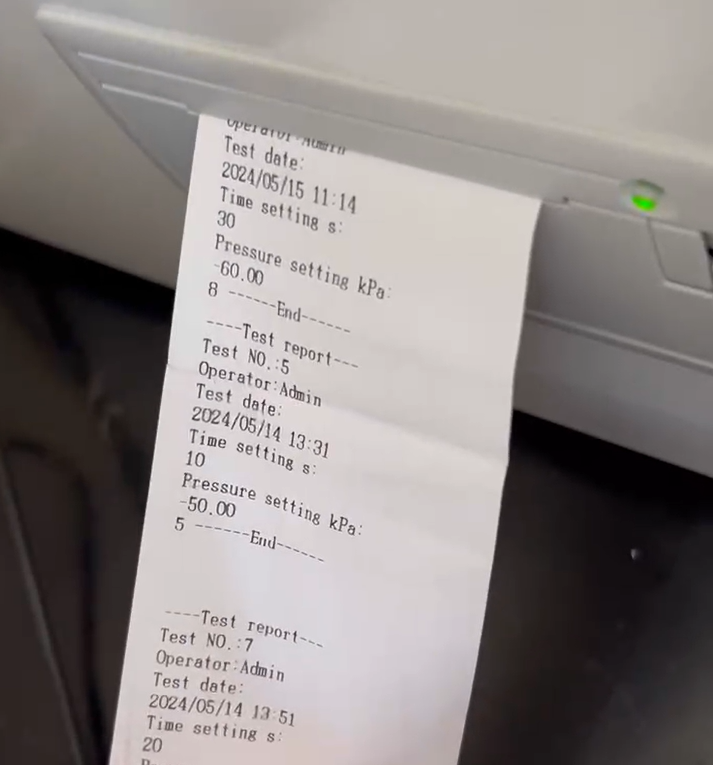 Operator:Admin
Test date:
2024/05/15 11:14
Time setting s:
30
Pressure setting kPa:
-60.00
8 ------End------
----Test report---
Test NO.:5
Operator:Admin
Test date:
2024/05/14 13:31
Time setting s:
10
Pressure setting kPa:
-50.00
5 ------End------
----Test report---
Test NO.:7
Operator:Admin
Test date:
2024/05/14 13:51
Time setting s:
20